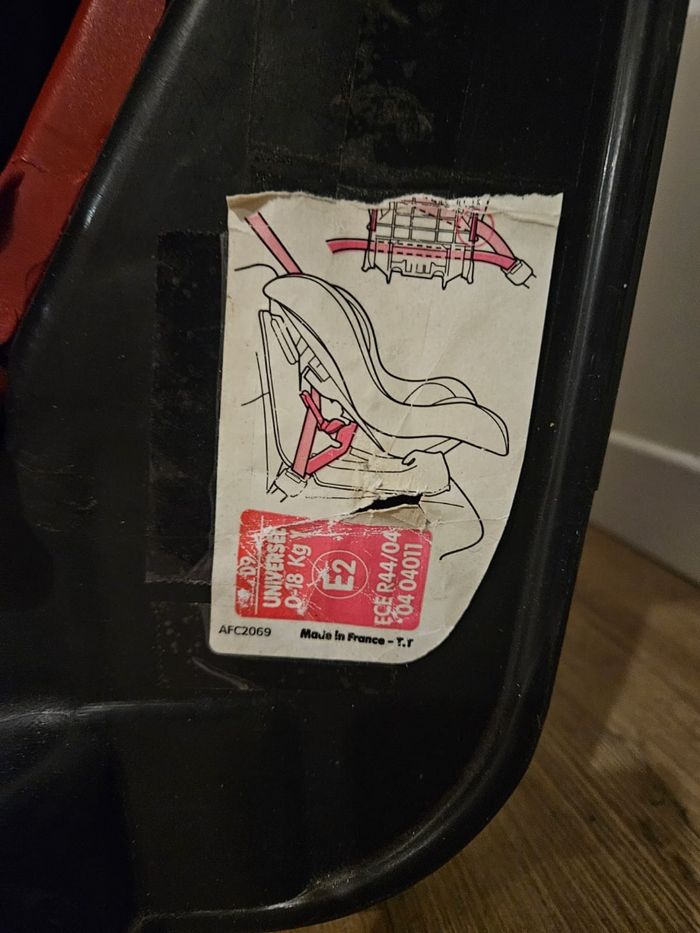 UNIVERSEL
0-18 Kg
E2
ECE R44/04
04 04011
AFC2069
Made in France - T.T